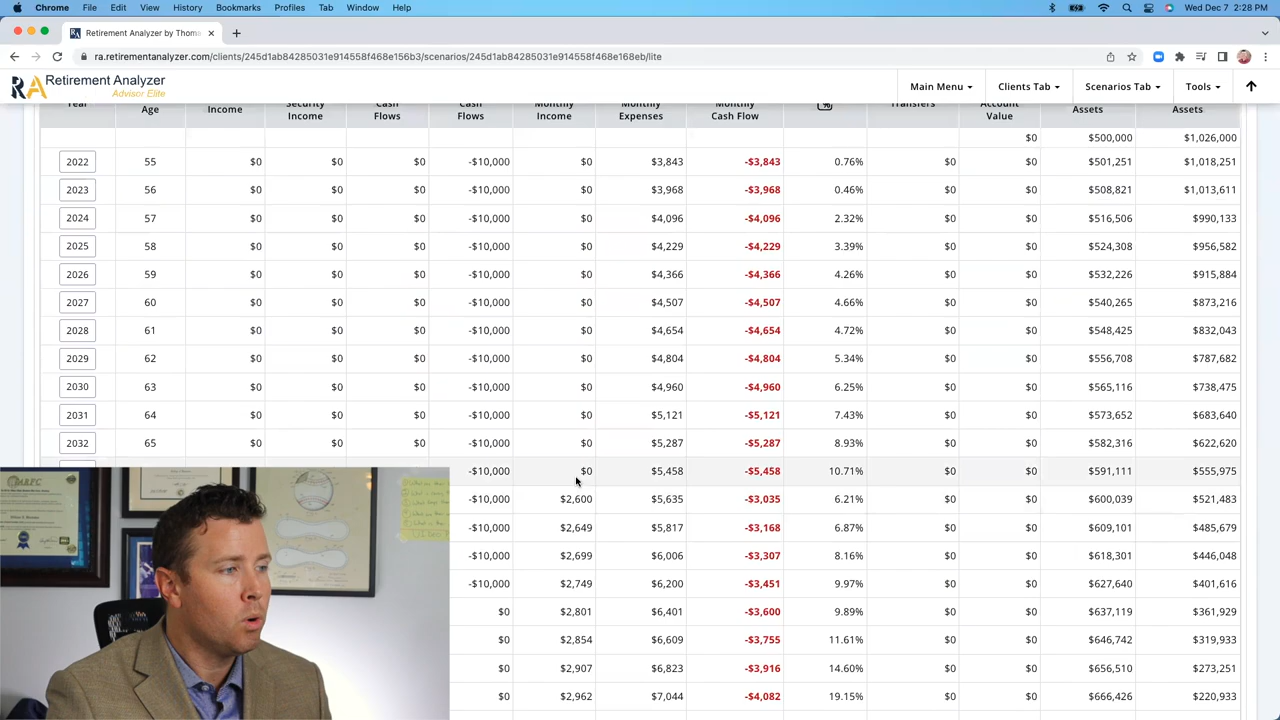 Chrome File Edit View History Bookmarks Profiles Tab Window Help Wed Dec 7 2:28 PM
Retirement Analyzer by Thoma
ra.retirementanalyzer.com/clients/245d1ab84285031e914558f468e156b3/scenarios/245d1ab84285031e914558f468e168eb/lite
RA Retirement Analyzer Main Menu Clients Tab Scenarios Tab Tools
Advisor Elite
Year Security Cash Cash Monthly Monthly Monthly Transfers Account
Age Income Income Flows Flows Income Expenses Cash Flow % Value Assets Assets
$0 $500,000 $1,026,000
2022 55 $0 $0 $0 -$10,000 $0 $3,843 -$3,843 0.76% $0 $0 $501,251 $1,018,251
2023 56 $0 $0 $0 -$10,000 $0 $3,968 -$3,968 0.46% $0 $0 $508,821 $1,013,611
2024 57 $0 $0 $0 -$10,000 $0 $4,096 -$4,096 2.32% $0 $0 $516,506 $990,133
2025 58 $0 $0 $0 -$10,000 $0 $4,229 -$4,229 3.39% $0 $0 $524,308 $956,582
2026 59 $0 $0 $0 -$10,000 $0 $4,366 -$4,366 4.26% $0 $0 $532,226 $915,884
2027 60 $0 $0 $0 -$10,000 $0 $4,507 -$4,507 4.66% $0 $0 $540,265 $873,216
2028 61 $0 $0 $0 -$10,000 $0 $4,654 -$4,654 4.72% $0 $0 $548,425 $832,043
2029 62 $0 $0 $0 -$10,000 $0 $4,804 -$4,804 5.34% $0 $0 $556,708 $787,682
2030 63 $0 $0 $0 -$10,000 $0 $4,960 -$4,960 6.25% $0 $0 $565,116 $738,475
2031 64 $0 $0 $0 -$10,000 $0 $5,121 -$5,121 7.43% $0 $0 $573,652 $683,640
2032 65 $0 $0 $0 -$10,000 $0 $5,287 -$5,287 8.93% $0 $0 $582,316 $622,620
-$10,000 $0 $5,458 -$5,458 10.71% $0 $0 $591,111 $555,975
-$10,000 $2,600 $5,635 -$3,035 6.21% $0 $0 $600,039 $521,483
-$10,000 $2,649 $5,817 -$3,168 6.87% $0 $0 $609,101 $485,679
-$10,000 $2,699 $6,006 -$3,307 8.16% $0 $0 $618,301 $446,048
-$10,000 $2,749 $6,200 -$3,451 9.97% $0 $0 $627,640 $401,616
$0 $2,801 $6,401 -$3,600 9.89% $0 $0 $637,119 $361,929
$0 $2,854 $6,609 -$3,755 11.61% $0 $0 $646,742 $319,933
$0 $2,907 $6,823 -$3,916 14.60% $0 $0 $656,510 $273,251
$0 $2,962 $7,044 -$4,082 19.15% $0 $0 $666,426 $220,933